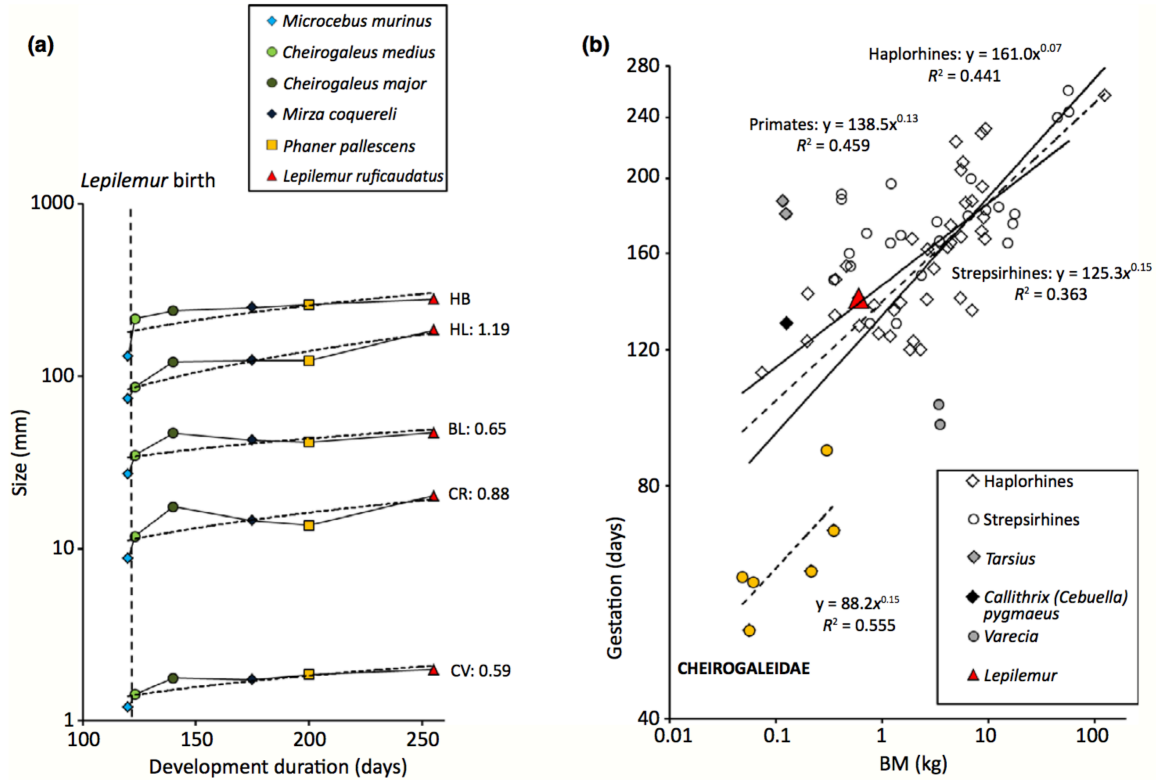 (a)
Microcebus murinus
Cheirogaleus medius
Cheirogaleus major
Mirza coquereli
Phaner pallescens
Lepilemur ruficaudatus
Lepilemur birth
1000
100
10
1
Size (mm)
HB
HL: 1.19
BL: 0.65
CR: 0.88
CV: 0.59
100
150
200
250
Development duration (days)
(b)
Haplorhines: y = 161.0x^0.07
R² = 0.441
Primates: y = 138.5x^0.13
R² = 0.459
Strepsirhines: y = 125.3x^0.15
R² = 0.363
y = 88.2x^0.15
R² = 0.555
CHEIROGALEIDAE
280
240
200
160
120
80
40
Gestation (days)
Haplorhines
Strepsirhines
Tarsius
Callithrix (Cebuella)
pygmaeus
Varecia
Lepilemur
0.01
0.1
1
10
100
BM (kg)